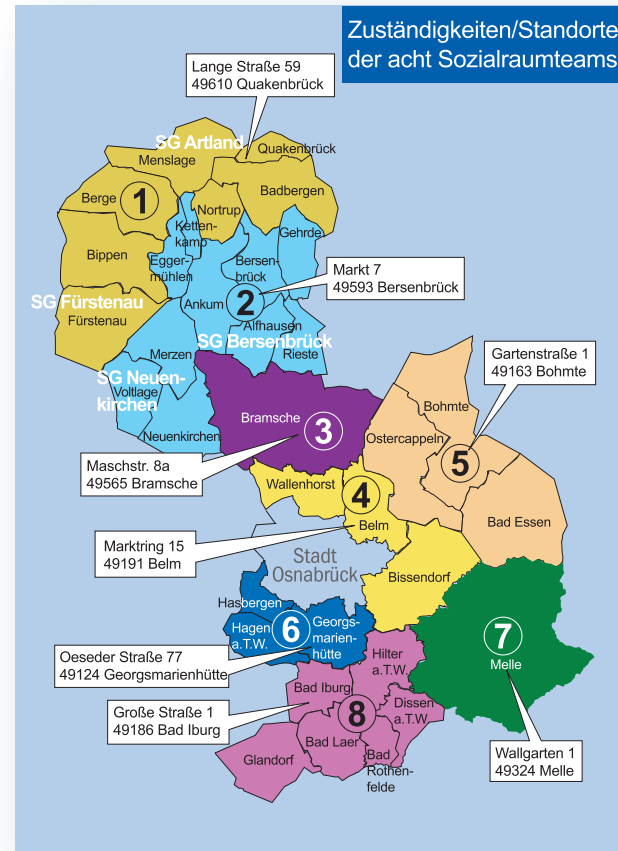 Zuständigkeiten/Standorte
der acht Sozialraumteams
Lange Straße 59
49610 Quakenbrück
SG Artland
Quakenbrück
Menslage
Badbergen
Berge
1
Nortrup
Ketten-
kamp
Gehrde
Bippen
Egger-
mühlen
Bersen-
brück
Markt 7
49593 Bersenbrück
SG Fürstenau
Fürstenau
Ankum
2
Alfhausen
SG Bersenbrück
Rieste
Merzen
SG Neuen-
kirchen
Voltlage
Neuenkirchen
Gartenstraße 1
49163 Bohmte
Bohmte
Bramsche
3
Ostercappeln
5
Maschstr. 8a
49565 Bramsche
Wallenhorst
4
Belm
Bad Essen
Marktring 15
49191 Belm
Stadt
Osnabrück
Bissendorf
Hasbergen
Hagen
a.T.W.
6
Georgs-
marien-
hütte
7
Melle
Oeseder Straße 77
49124 Georgsmarienhütte
Hilter
a.T.W.
Bad Iburg
Große Straße 1
49186 Bad Iburg
8
Dissen
a.T.W.
Bad Laer
Bad
Rothen-
felde
Glandorf
Wallgarten 1
49324 Melle